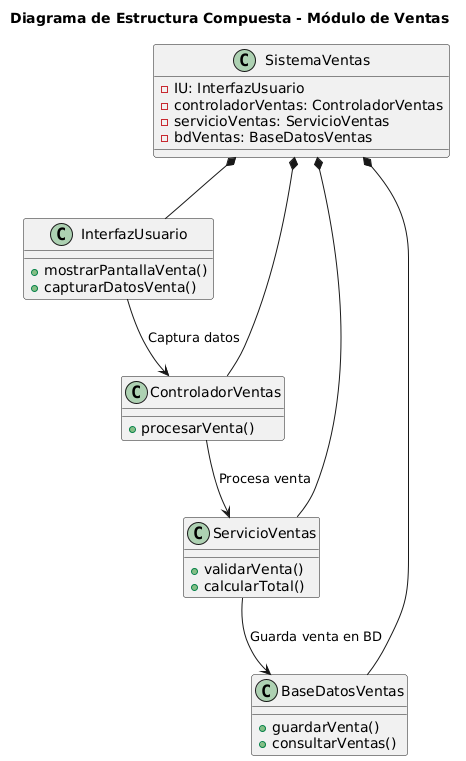 Diagrama de Estructura Compuesta - Módulo de Ventas
C SistemaVentas
IU: InterfazUsuario
controladorVentas: ControladorVentas
servicioVentas: ServicioVentas
bdVentas: BaseDatosVentas
C InterfazUsuario
mostrarPantallaVenta()
capturarDatosVenta()
Captura datos
C ControladorVentas
procesarVenta()
Procesa venta
C ServicioVentas
validarVenta()
calcularTotal()
Guarda venta en BD
C BaseDatosVentas
guardarVenta()
consultarVentas()